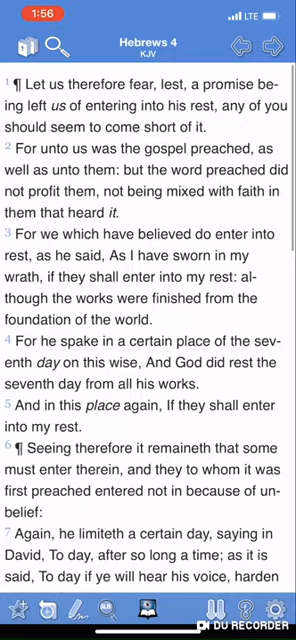 1:56
LTE
Hebrews 4
KJV
1 ¶ Let us therefore fear, lest, a promise be-
ing left us of entering into his rest, any of you
should seem to come short of it.
2 For unto us was the gospel preached, as
well as unto them: but the word preached did
not profit them, not being mixed with faith in
them that heard it.
3 For we which have believed do enter into
rest, as he said, As I have sworn in my
wrath, if they shall enter into my rest: al-
though the works were finished from the
foundation of the world.
4 For he spake in a certain place of the sev-
enth day on this wise, And God did rest the
seventh day from all his works.
5 And in this place again, If they shall enter
into my rest.
6 ¶ Seeing therefore it remaineth that some
must enter therein, and they to whom it was
first preached entered not in because of un-
belief:
7 Again, he limiteth a certain day, saying in
David, To day, after so long a time; as it is
said, To day if ye will hear his voice, harden
DU RECORDER